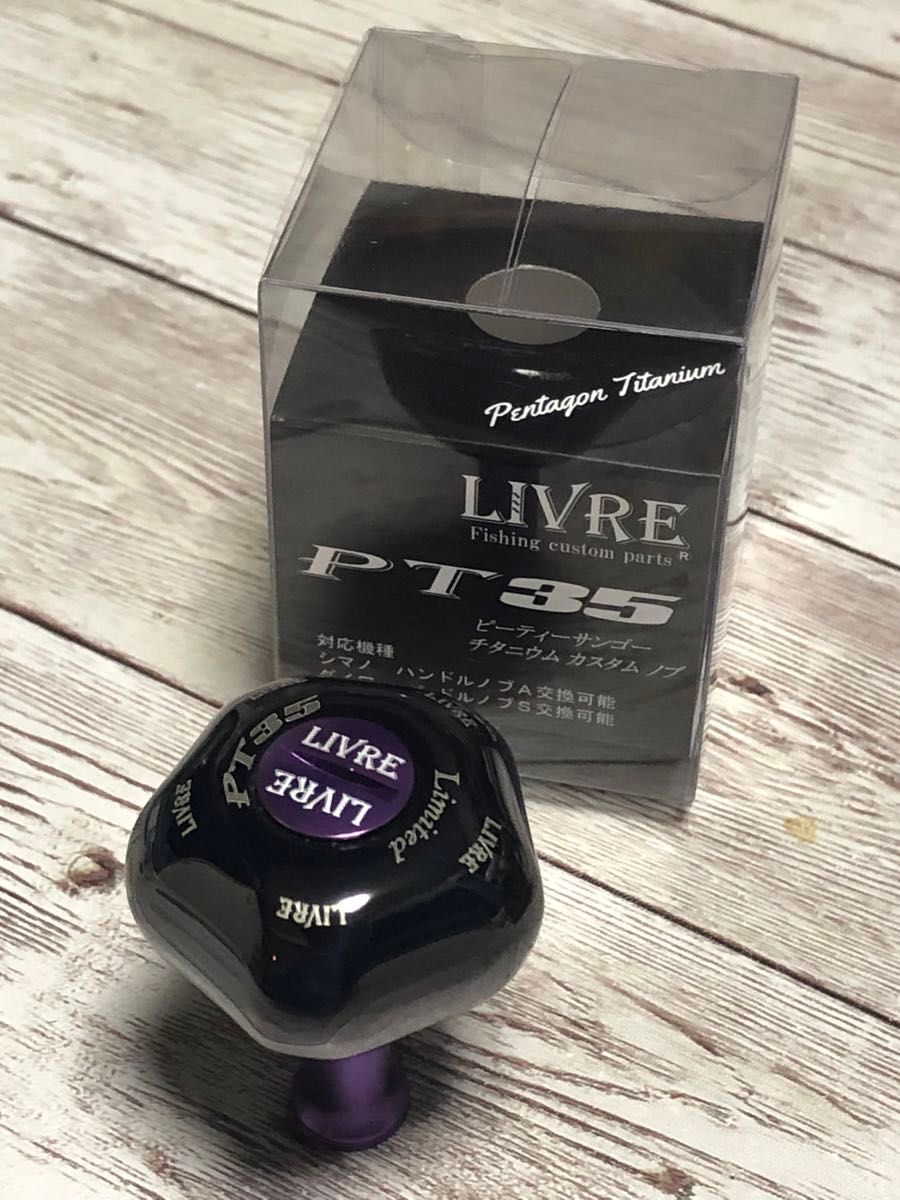 Pentagon Titanium
LIVRE
Fishing custom parts®
PT35
ピーティーサンゴー
チタニウム カスタム ノブ
対応機種
シマノ ハンドルノブA交換可能
ドルノブS交換可能
PT35
LIVRE
LIVRE
Limited
LIVRE
LIVRE
LIVRE